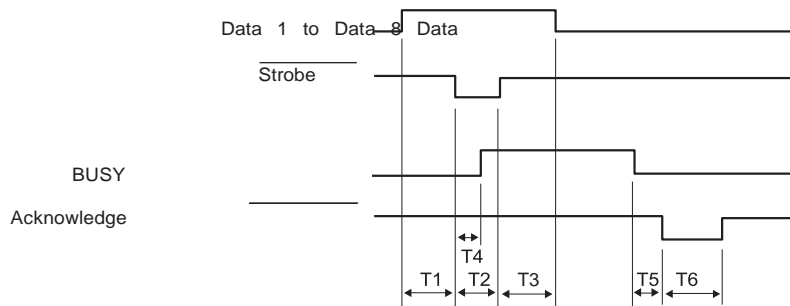 Data 1 to Data 8 Data
Strobe
BUSY
Acknowledge
T4
T1 T2 T3 T5 T6